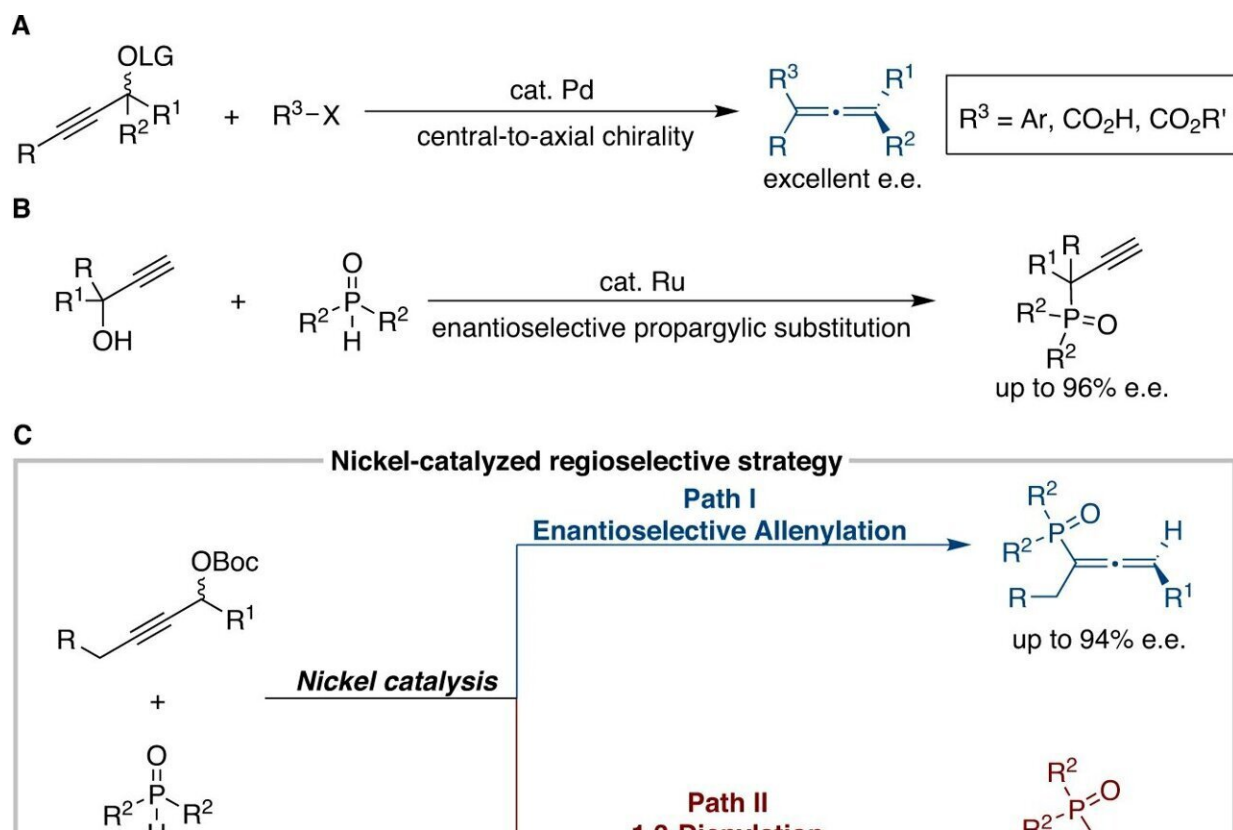 A
OLG
R¹
R²
R
+
R³–X
cat. Pd
central-to-axial chirality
R³
R¹
R
R²
excellent e.e.
R³ = Ar, CO₂H, CO₂R'
B
R
R¹
OH
+
O
R²
P
R²
H
cat. Ru
enantioselective propargylic substitution
R
R¹
R²
P
O
R²
up to 96% e.e.
C
Nickel-catalyzed regioselective strategy
Path I
Enantioselective Allenylation
OBoc
R
R¹
+
Nickel catalysis
R²
O
R²
P
H
R
R¹
up to 94% e.e.
O
R²
P
R²
H
Path II
R²
O
R²
P